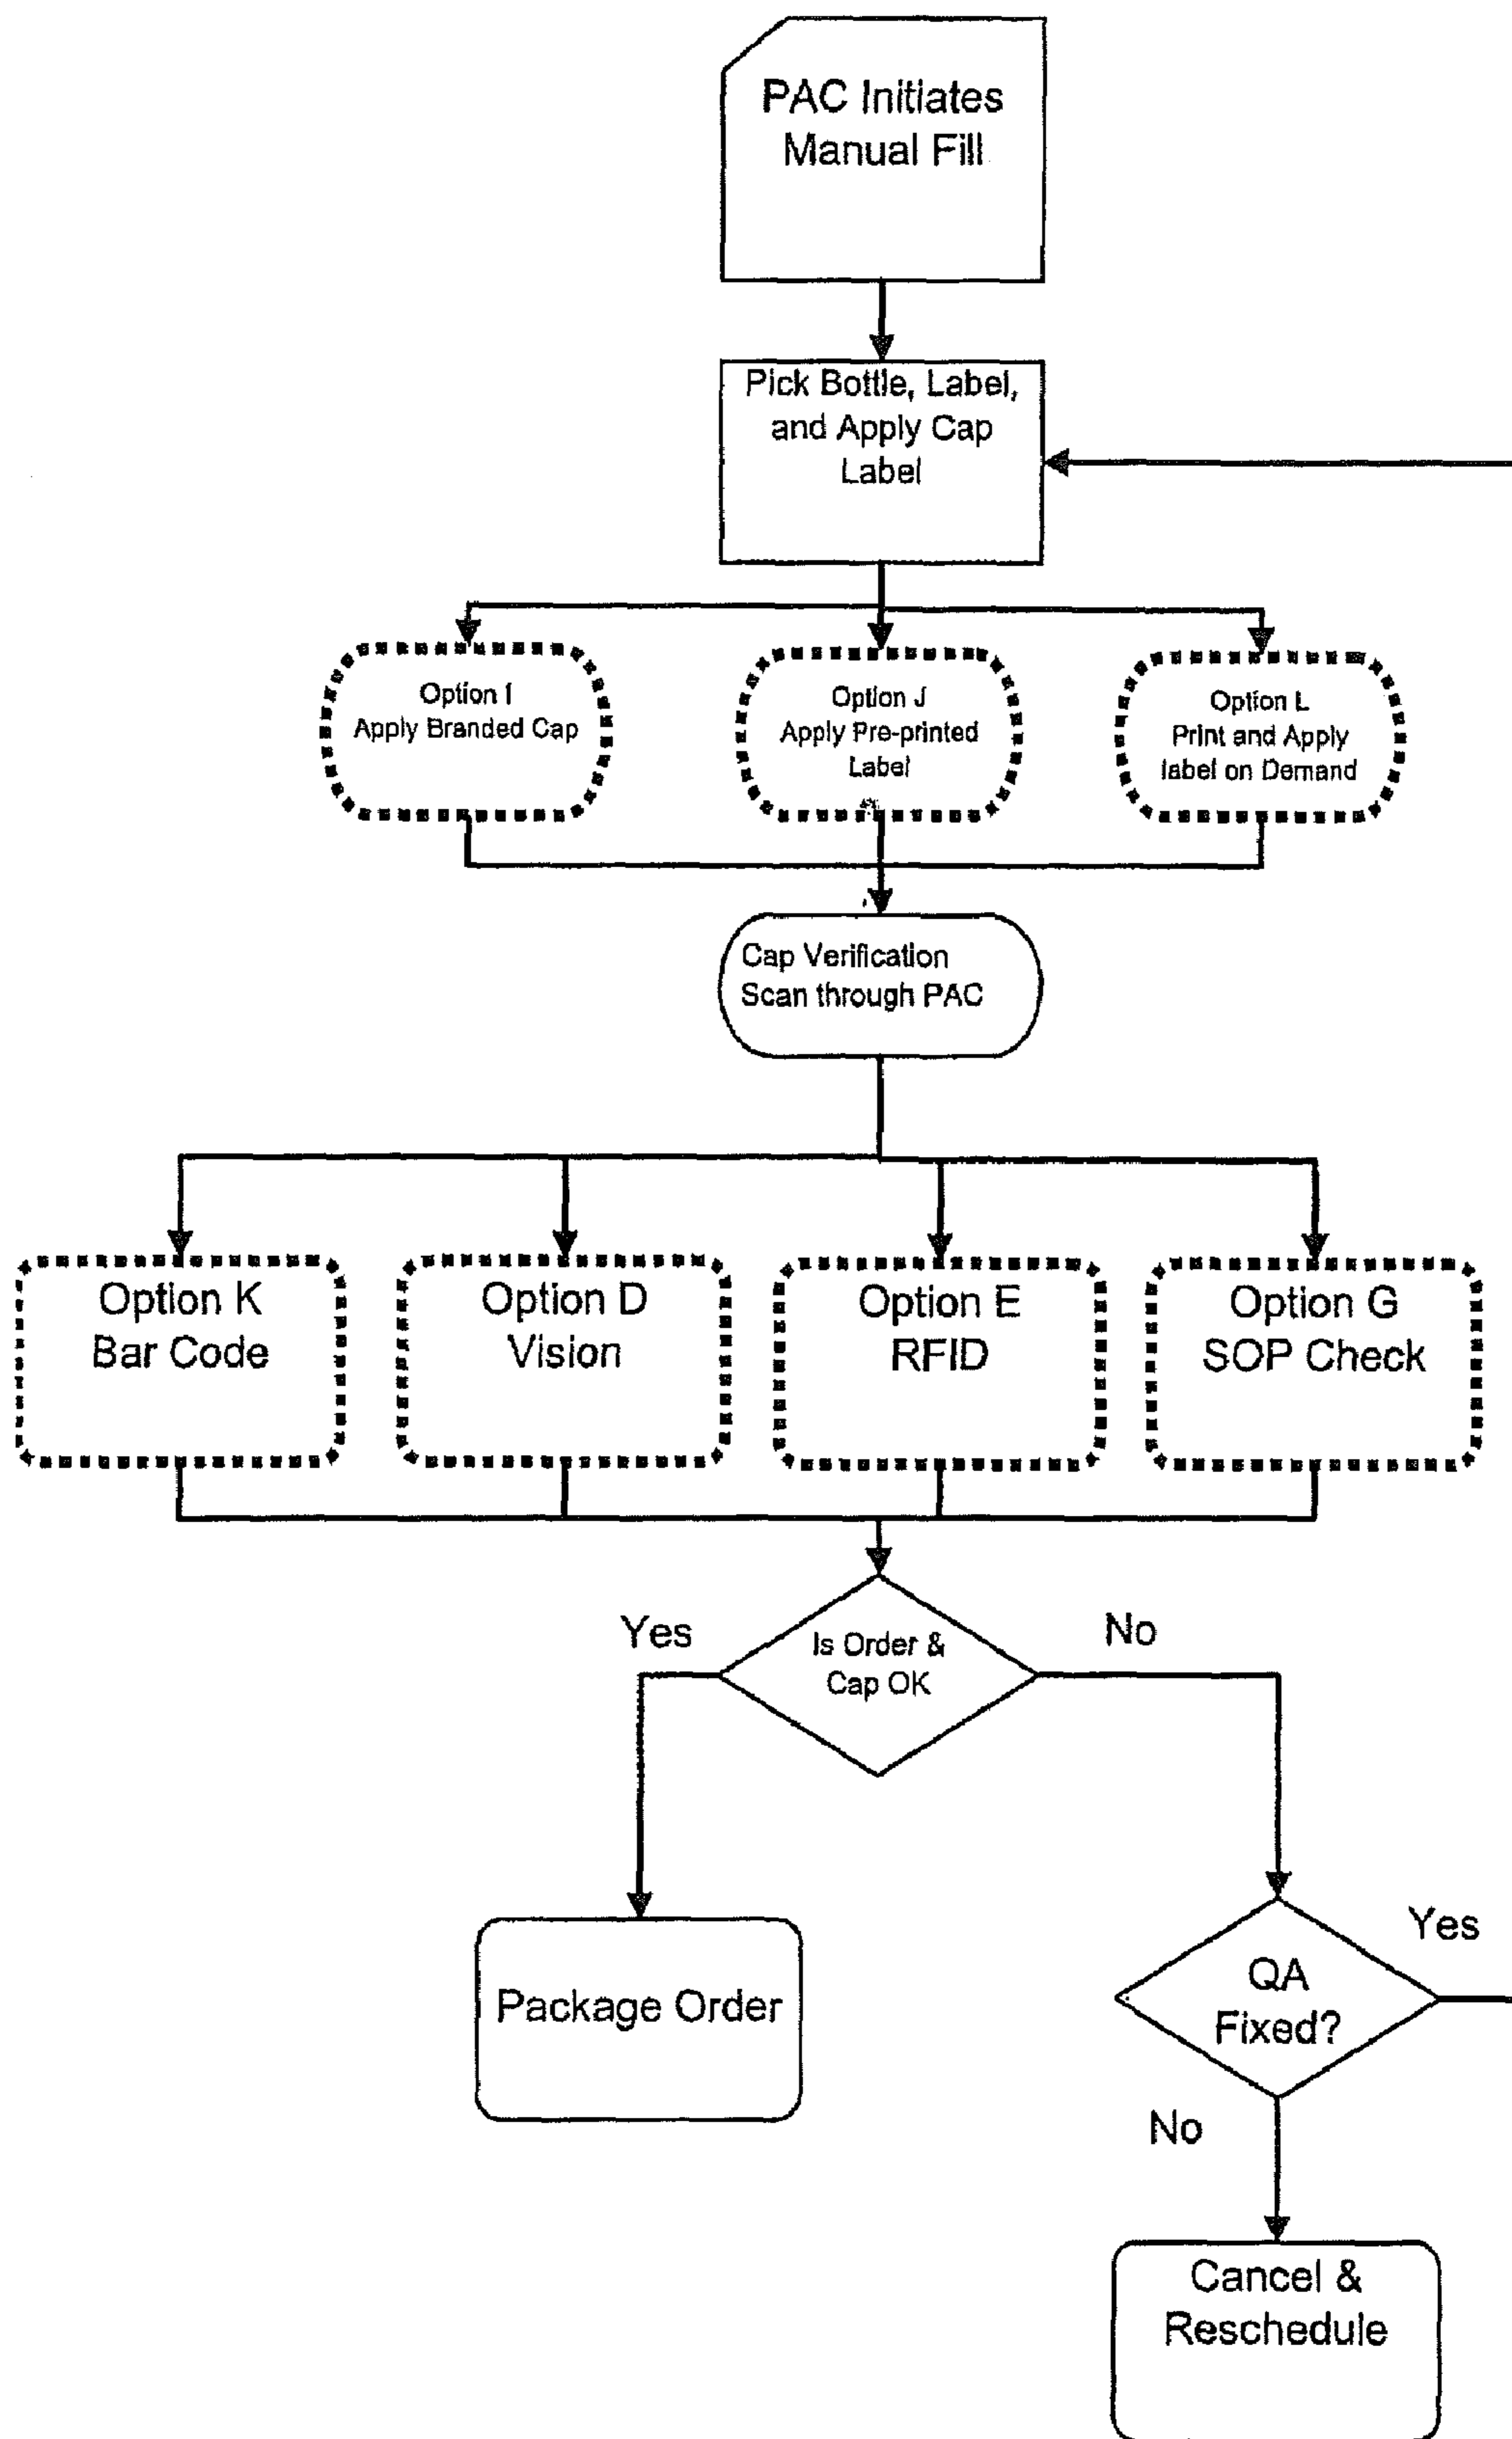 PAC Initiates
Manual Fill
Pick Bottle, Label,
and Apply Cap
Label
Option I
Apply Branded Cap
Option J
Apply Pre-printed
Label
Option L
Print and Apply
label on Demand
Cap Verification
Scan through PAC
Option K
Bar Code
Option D
Vision
Option E
RFID
Option G
SOP Check
Yes
Is Order &
Cap OK
No
Package Order
Yes
QA
Fixed?
No
Cancel &
Reschedule